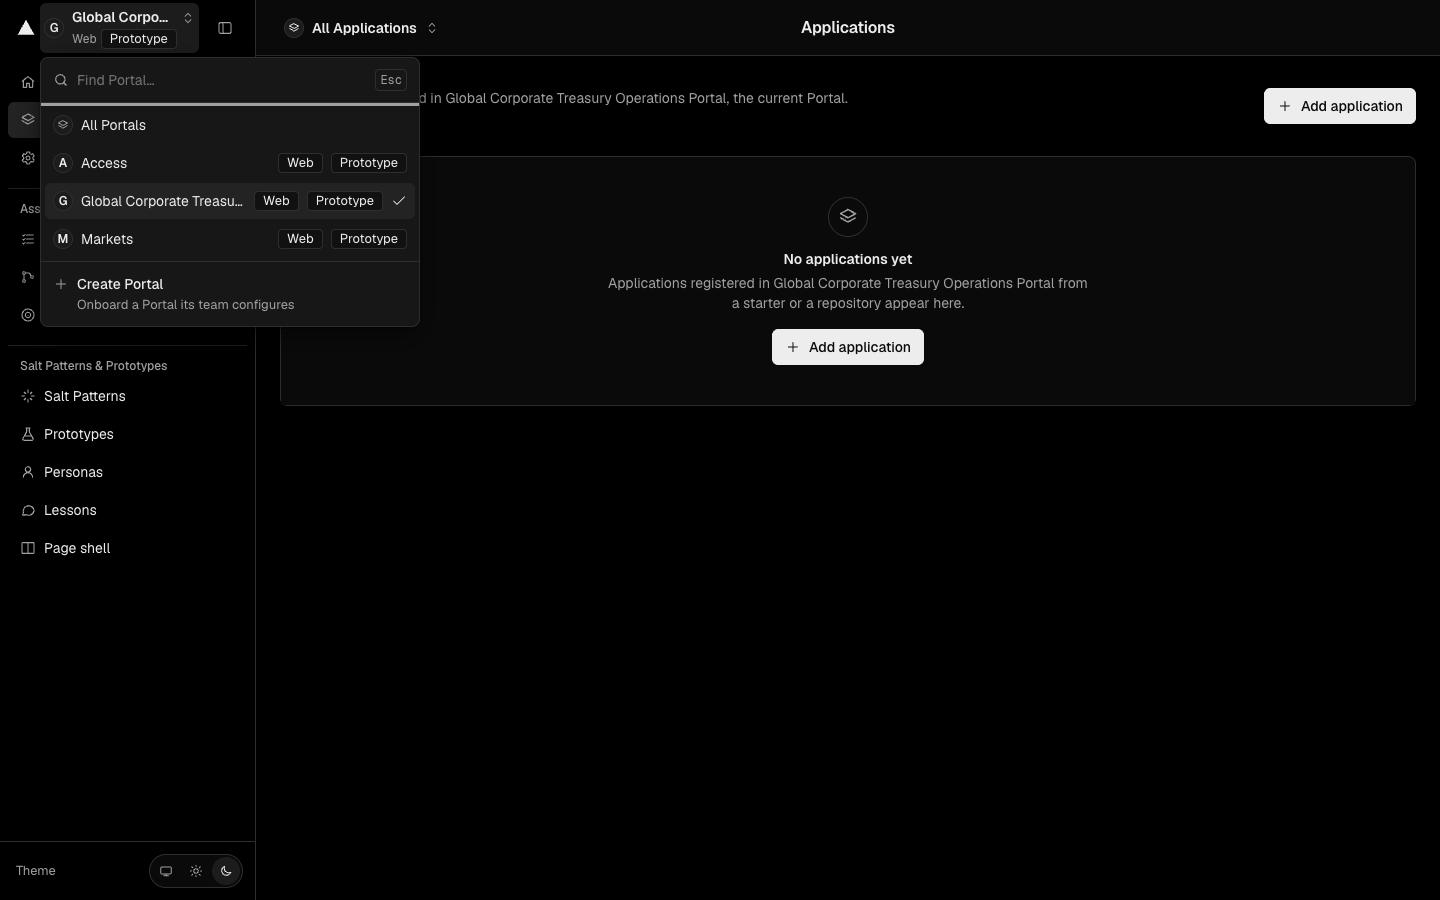 G
Global Corpo...
Web Prototype
All Applications
Applications
Find Portal...
Esc
d in Global Corporate Treasury Operations Portal, the current Portal.
Add application
All Portals
A Access Web Prototype
G Global Corporate Treasu... Web Prototype
M Markets Web Prototype
Create Portal
Onboard a Portal its team configures
Ass
No applications yet
Applications registered in Global Corporate Treasury Operations Portal from
a starter or a repository appear here.
Add application
Salt Patterns & Prototypes
Salt Patterns
Prototypes
Personas
Lessons
Page shell
Theme